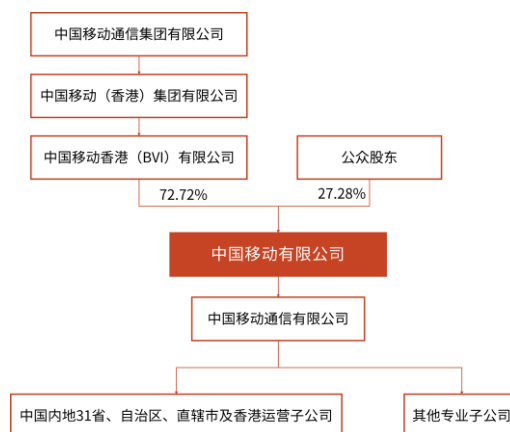 中国移动通信集团有限公司
中国移动（香港）集团有限公司
中国移动香港（BVI）有限公司
公众股东
72.72%
27.28%
中国移动有限公司
中国移动通信有限公司
中国内地31省、自治区、直辖市及香港运营子公司
其他专业子公司